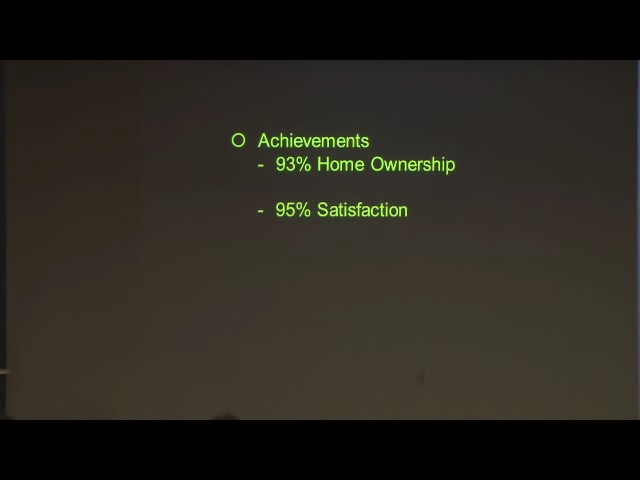 O Achievements
- 93% Home Ownership
- 95% Satisfaction